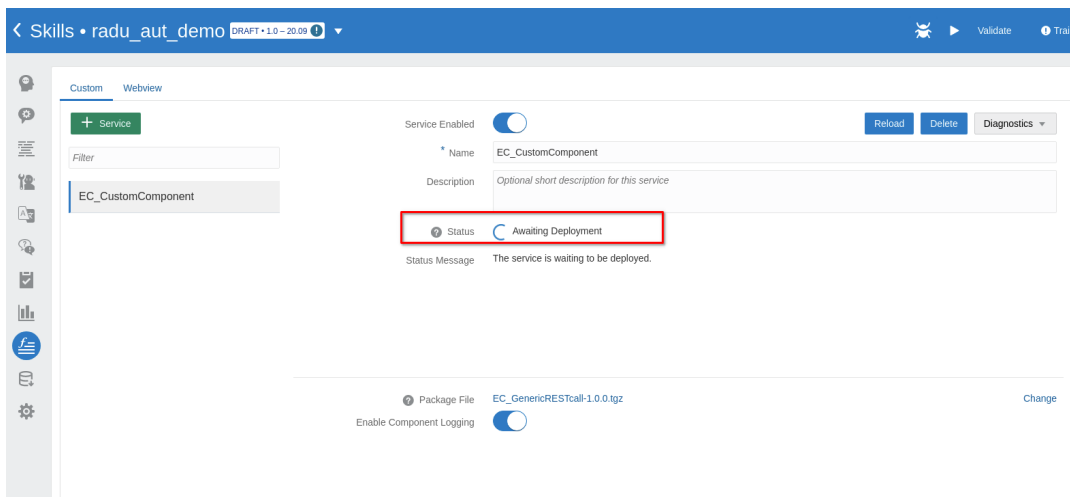 Skills • radu_aut_demo DRAFT • 1.0 – 20.09 Validate
Custom Webview
+ Service
Filter
EC_CustomComponent
Service Enabled
Reload Delete Diagnostics
* Name EC_CustomComponent
Description Optional short description for this service
Status Awaiting Deployment
Status Message The service is waiting to be deployed.
Package File EC_GenericRESTcall-1.0.0.tgz Change
Enable Component Logging